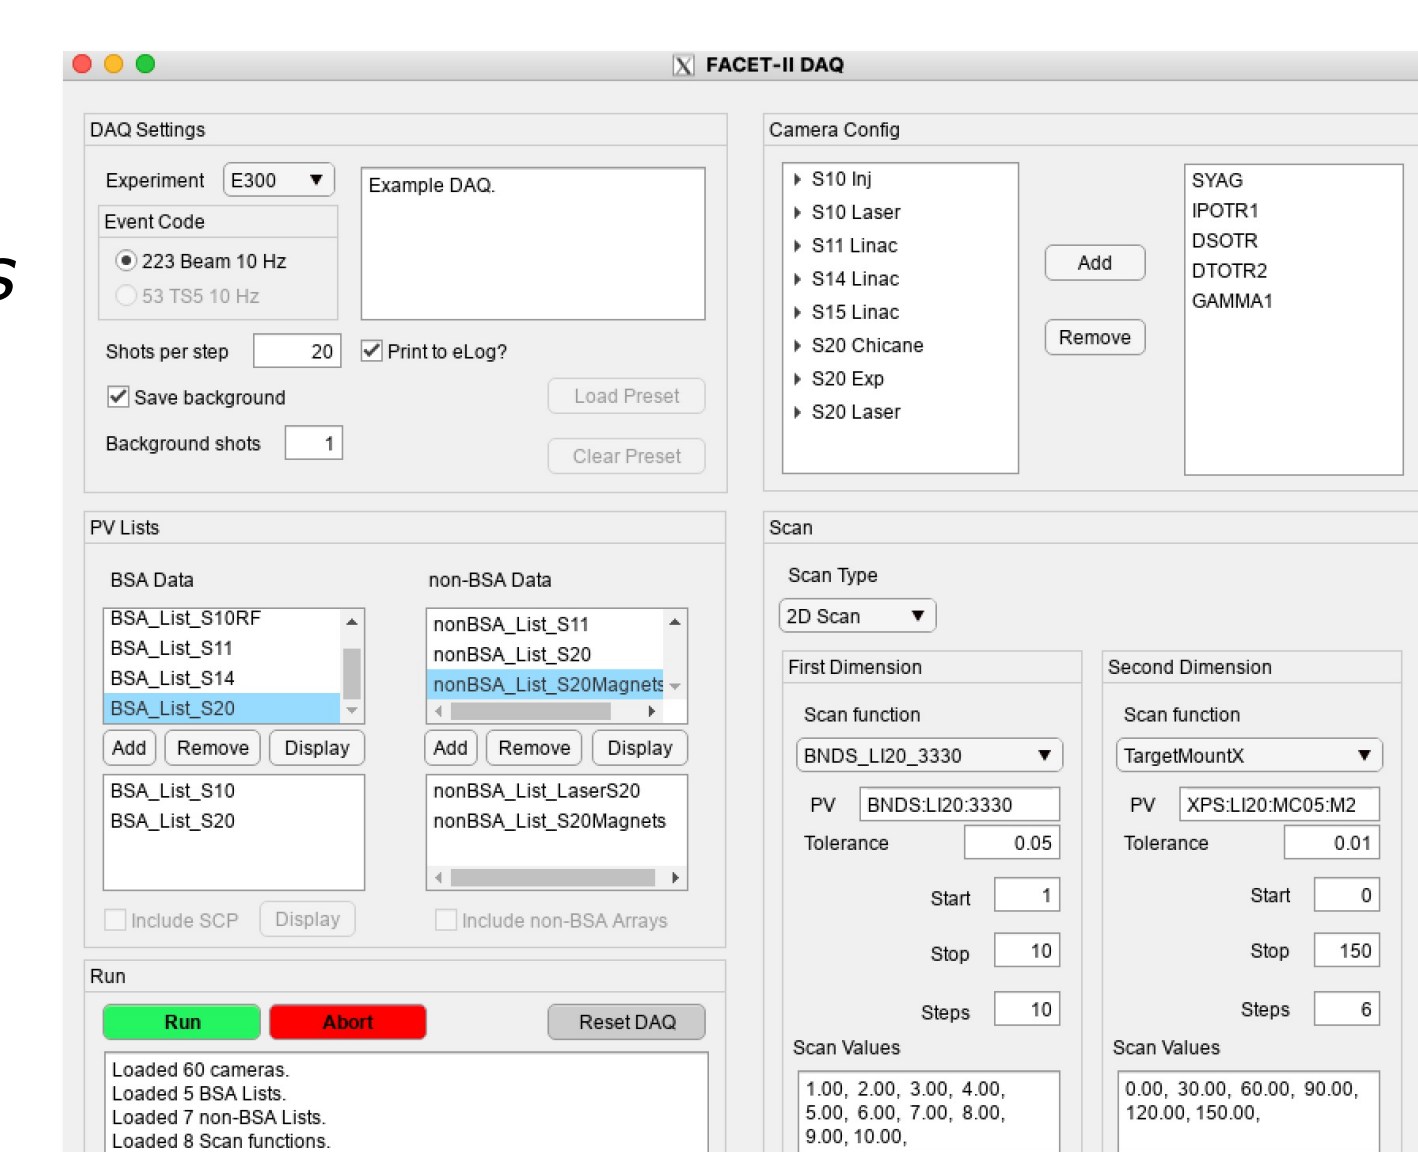 s
FACET-II DAQ
DAQ Settings
Experiment
E300
Example DAQ.
Event Code
223 Beam 10 Hz
53 TS5 10 Hz
Shots per step
20
Print to eLog?
Save background
Load Preset
Background shots
1
Clear Preset
Camera Config
S10 Inj
S10 Laser
S11 Linac
S14 Linac
S15 Linac
S20 Chicane
S20 Exp
S20 Laser
Add
Remove
SYAG
IPOTR1
DSOTR
DTOTR2
GAMMA1
PV Lists
BSA Data
BSA_List_S10RF
BSA_List_S11
BSA_List_S14
BSA_List_S20
Add
Remove
Display
BSA_List_S10
BSA_List_S20
Include SCP
Display
non-BSA Data
nonBSA_List_S11
nonBSA_List_S20
nonBSA_List_S20Magnets
Add
Remove
Display
nonBSA_List_LaserS20
nonBSA_List_S20Magnets
Include non-BSA Arrays
Scan
Scan Type
2D Scan
First Dimension
Scan function
BNDS_LI20_3330
PV
BNDS:LI20:3330
Tolerance
0.05
Start
1
Stop
10
Steps
10
Scan Values
1.00, 2.00, 3.00, 4.00,
5.00, 6.00, 7.00, 8.00,
9.00, 10.00,
Second Dimension
Scan function
TargetMountX
PV
XPS:LI20:MC05:M2
Tolerance
0.01
Start
0
Stop
150
Steps
6
Scan Values
0.00, 30.00, 60.00, 90.00,
120.00, 150.00,
Run
Run
Abort
Reset DAQ
Loaded 60 cameras.
Loaded 5 BSA Lists.
Loaded 7 non-BSA Lists.
Loaded 8 Scan functions.